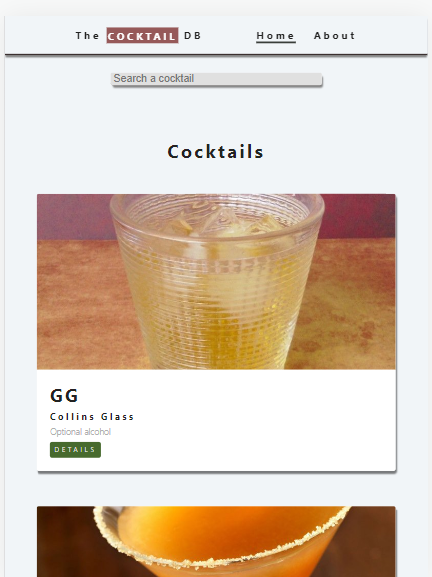 The COCKTAIL DB Home About
Search a cocktail
Cocktails
GG
Collins Glass
Optional alcohol
DETAILS